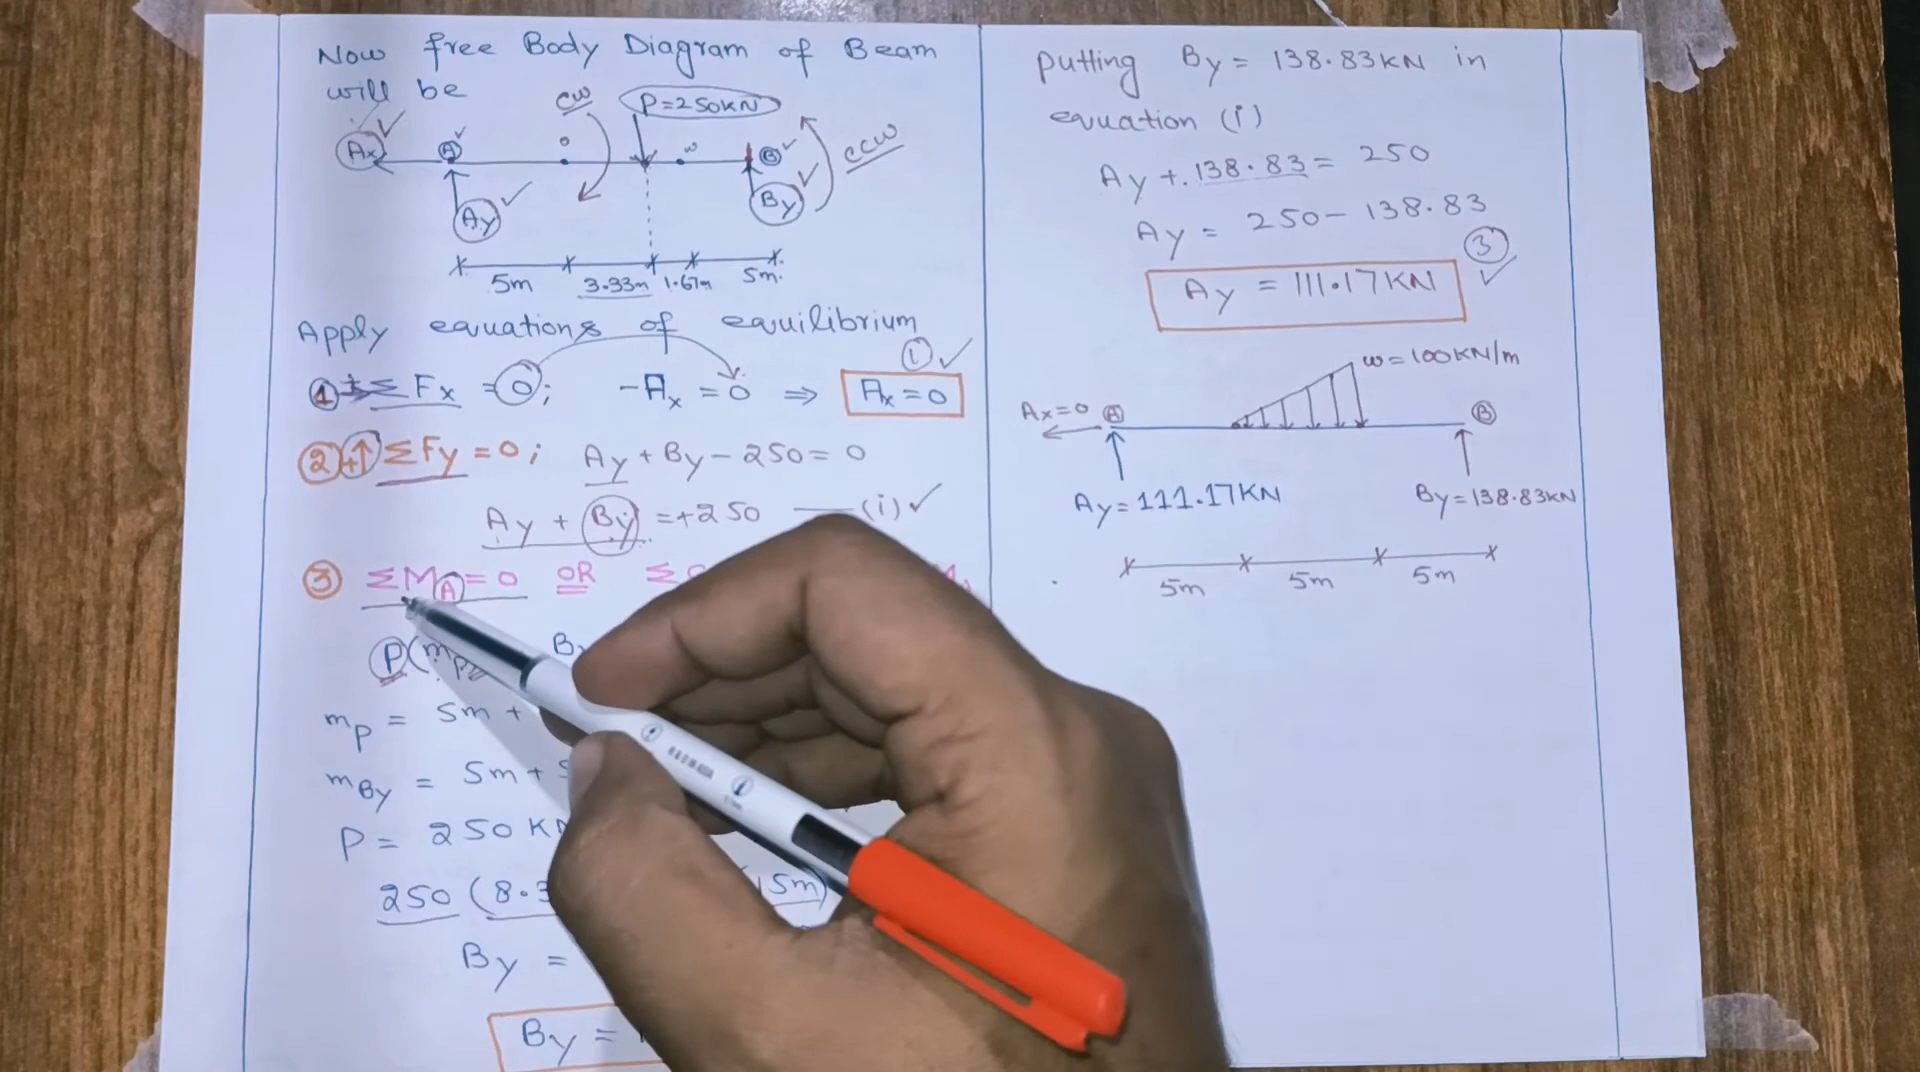 Now free Body Diagram of Beam
will be
cw P=250KN
Ax A o w B ccw
Ay By
5m 3.33m 1.67m 5m.
Apply equations of equilibrium
① + Σ Fx = 0; -Ax = 0 ⇒ Ax = 0 ①
② +↑ ΣFy = 0; Ay + By - 250 = 0
Ay + By = +250 — (i)
③ ΣMA = 0 OR Σ
P(mp
mp = 5m +
mBy = 5m +
P = 250 KN
250 (8.3 15m)
By =
By =
Putting By = 138.83KN in
equation (i)
Ay + 138.83 = 250
Ay = 250 - 138.83
Ay = 111.17KN ③
w = 100KN/m
Ax=0 A B
Ay = 111.17KN By = 138.83KN
5m 5m 5m